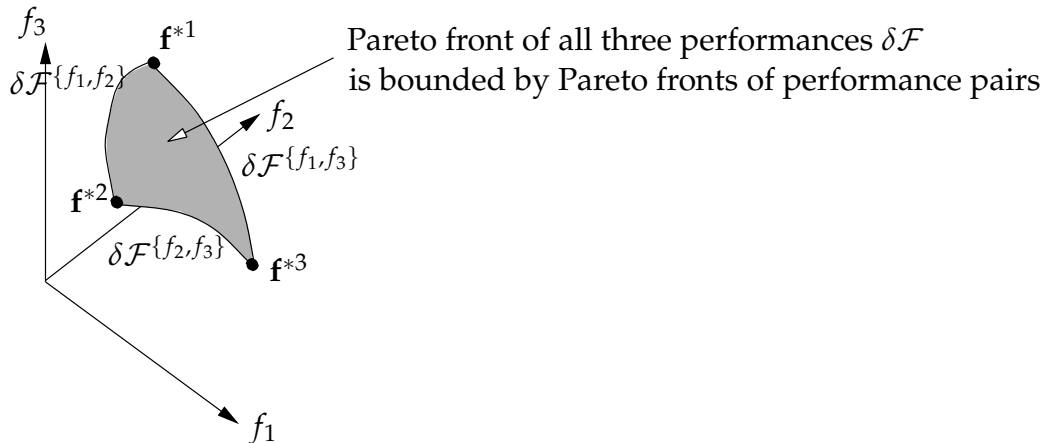 f₃
f*¹
δℱ^{f₁,f₂}
Pareto front of all three performances δℱ
is bounded by Pareto fronts of performance pairs
f₂
δℱ^{f₁,f₃}
f*²
δℱ^{f₂,f₃}
f*³
f₁